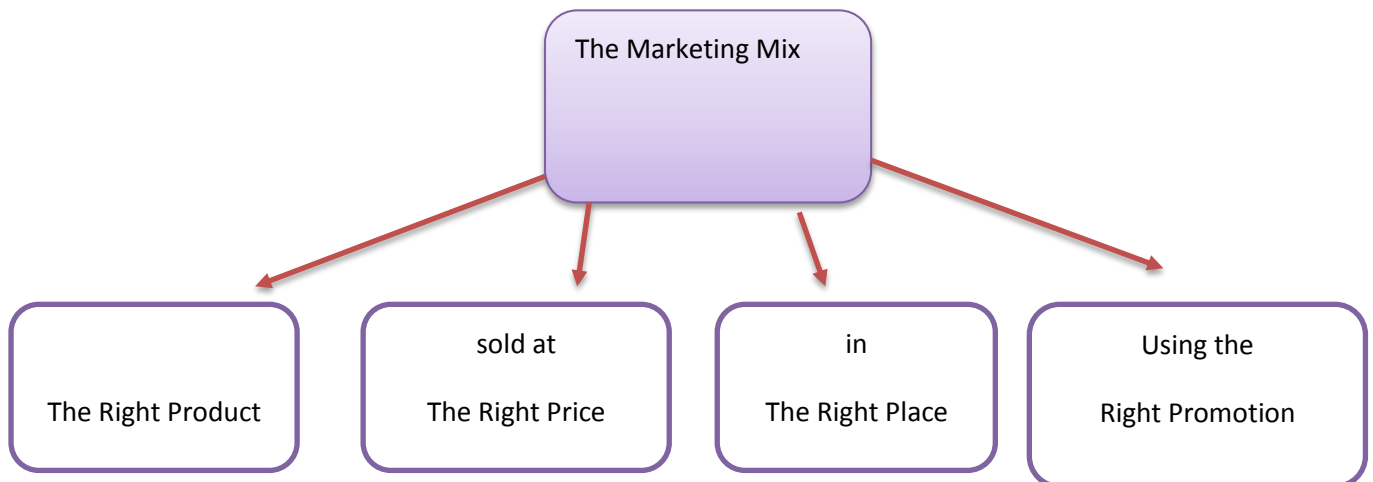 The Marketing Mix
The Right Product
sold at
The Right Price
in
The Right Place
Using the
Right Promotion